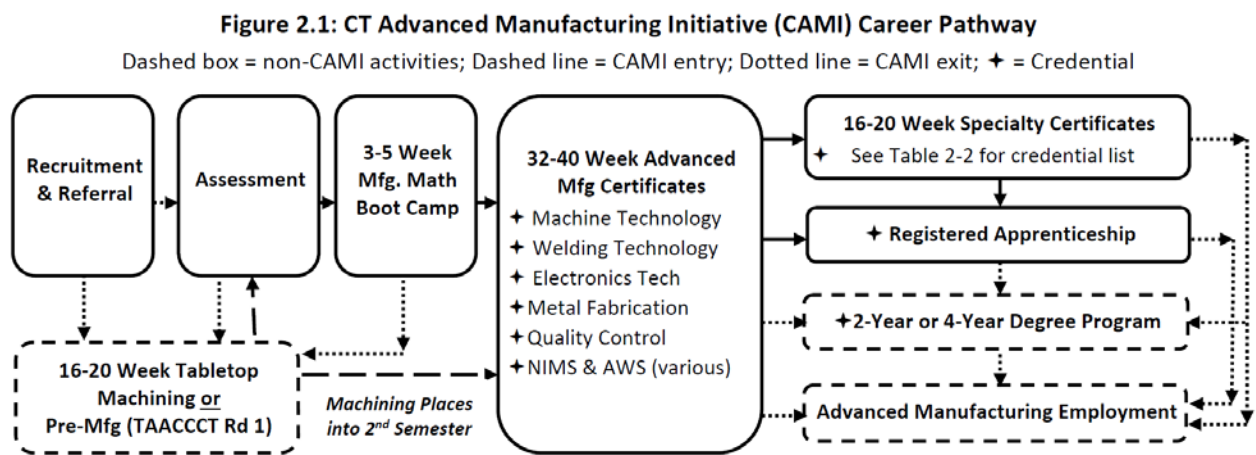 Figure 2.1: CT Advanced Manufacturing Initiative (CAMI) Career Pathway
Dashed box = non-CAMI activities; Dashed line = CAMI entry; Dotted line = CAMI exit; ✦ = Credential
Recruitment
& Referral
Assessment
3-5 Week
Mfg. Math
Boot Camp
16-20 Week Tabletop
Machining or
Pre-Mfg (TAACCCT Rd 1)
Machining Places
into 2nd Semester
32-40 Week Advanced
Mfg Certificates
✦ Machine Technology
✦ Welding Technology
✦ Electronics Tech
✦ Metal Fabrication
✦ Quality Control
✦ NIMS & AWS (various)
16-20 Week Specialty Certificates
✦ See Table 2-2 for credential list
✦ Registered Apprenticeship
✦2-Year or 4-Year Degree Program
Advanced Manufacturing Employment